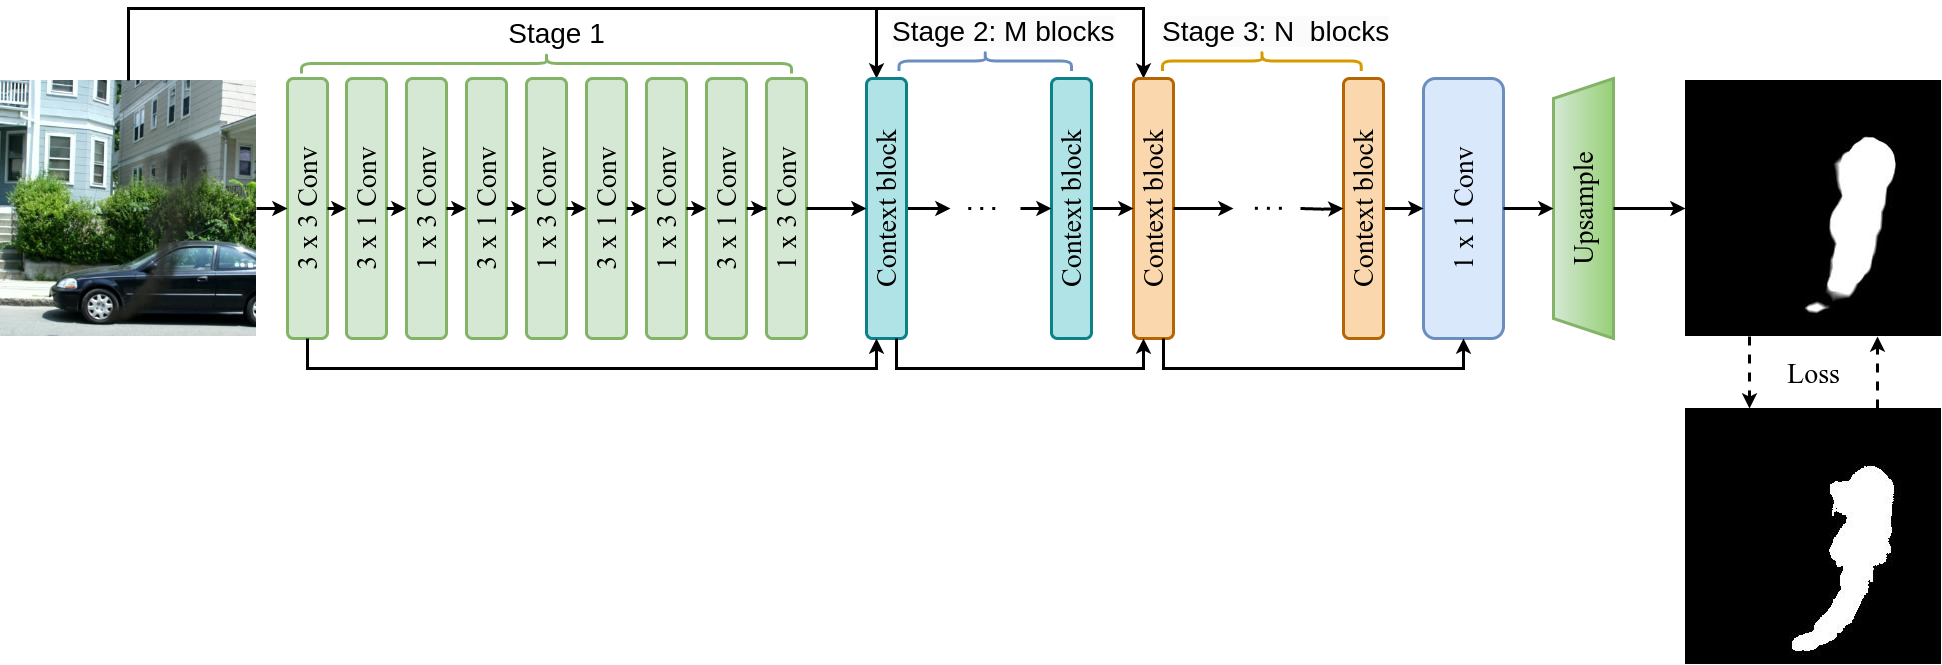 Stage 1
Stage 2: M blocks
Stage 3: N blocks
3 x 3 Conv
3 x 1 Conv
1 x 3 Conv
3 x 1 Conv
1 x 3 Conv
3 x 1 Conv
1 x 3 Conv
3 x 1 Conv
1 x 3 Conv
Context block
...
Context block
Context block
...
Context block
1 x 1 Conv
Upsample
Loss